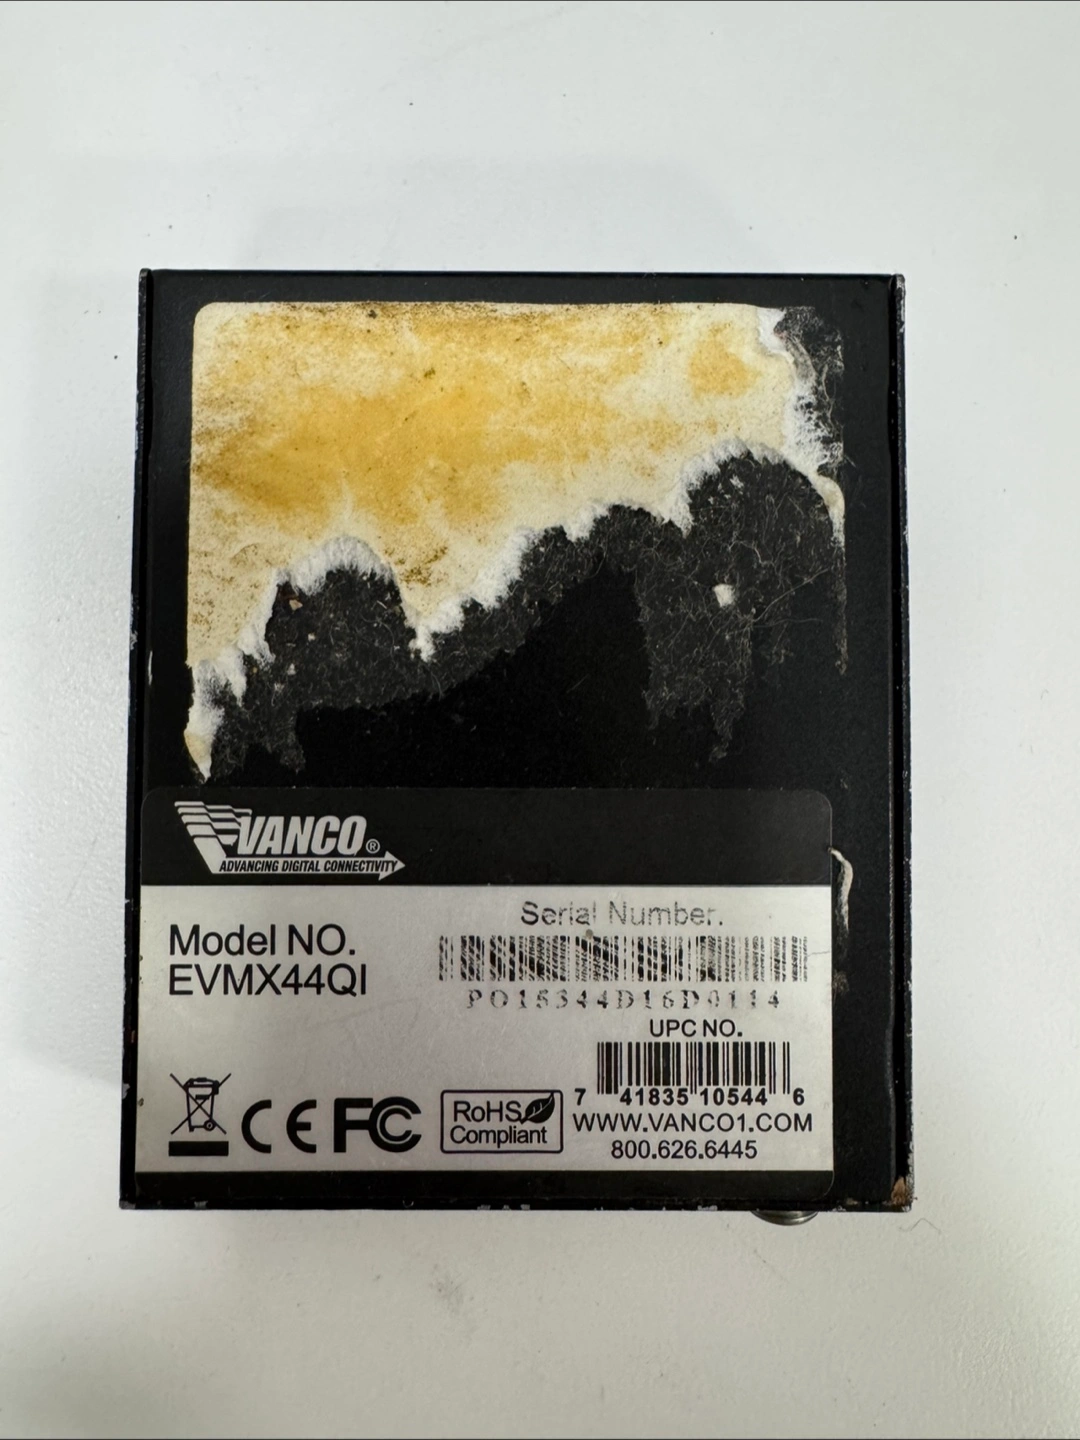 VANCO®
ADVANCING DIGITAL CONNECTIVITY
Model NO.
EVMX44QI
Serial Number.
PO15344D16D0114
UPC NO.
7 41835 10544 6
WWW.VANCO1.COM
800.626.6445
CE FC
RoHS
Compliant